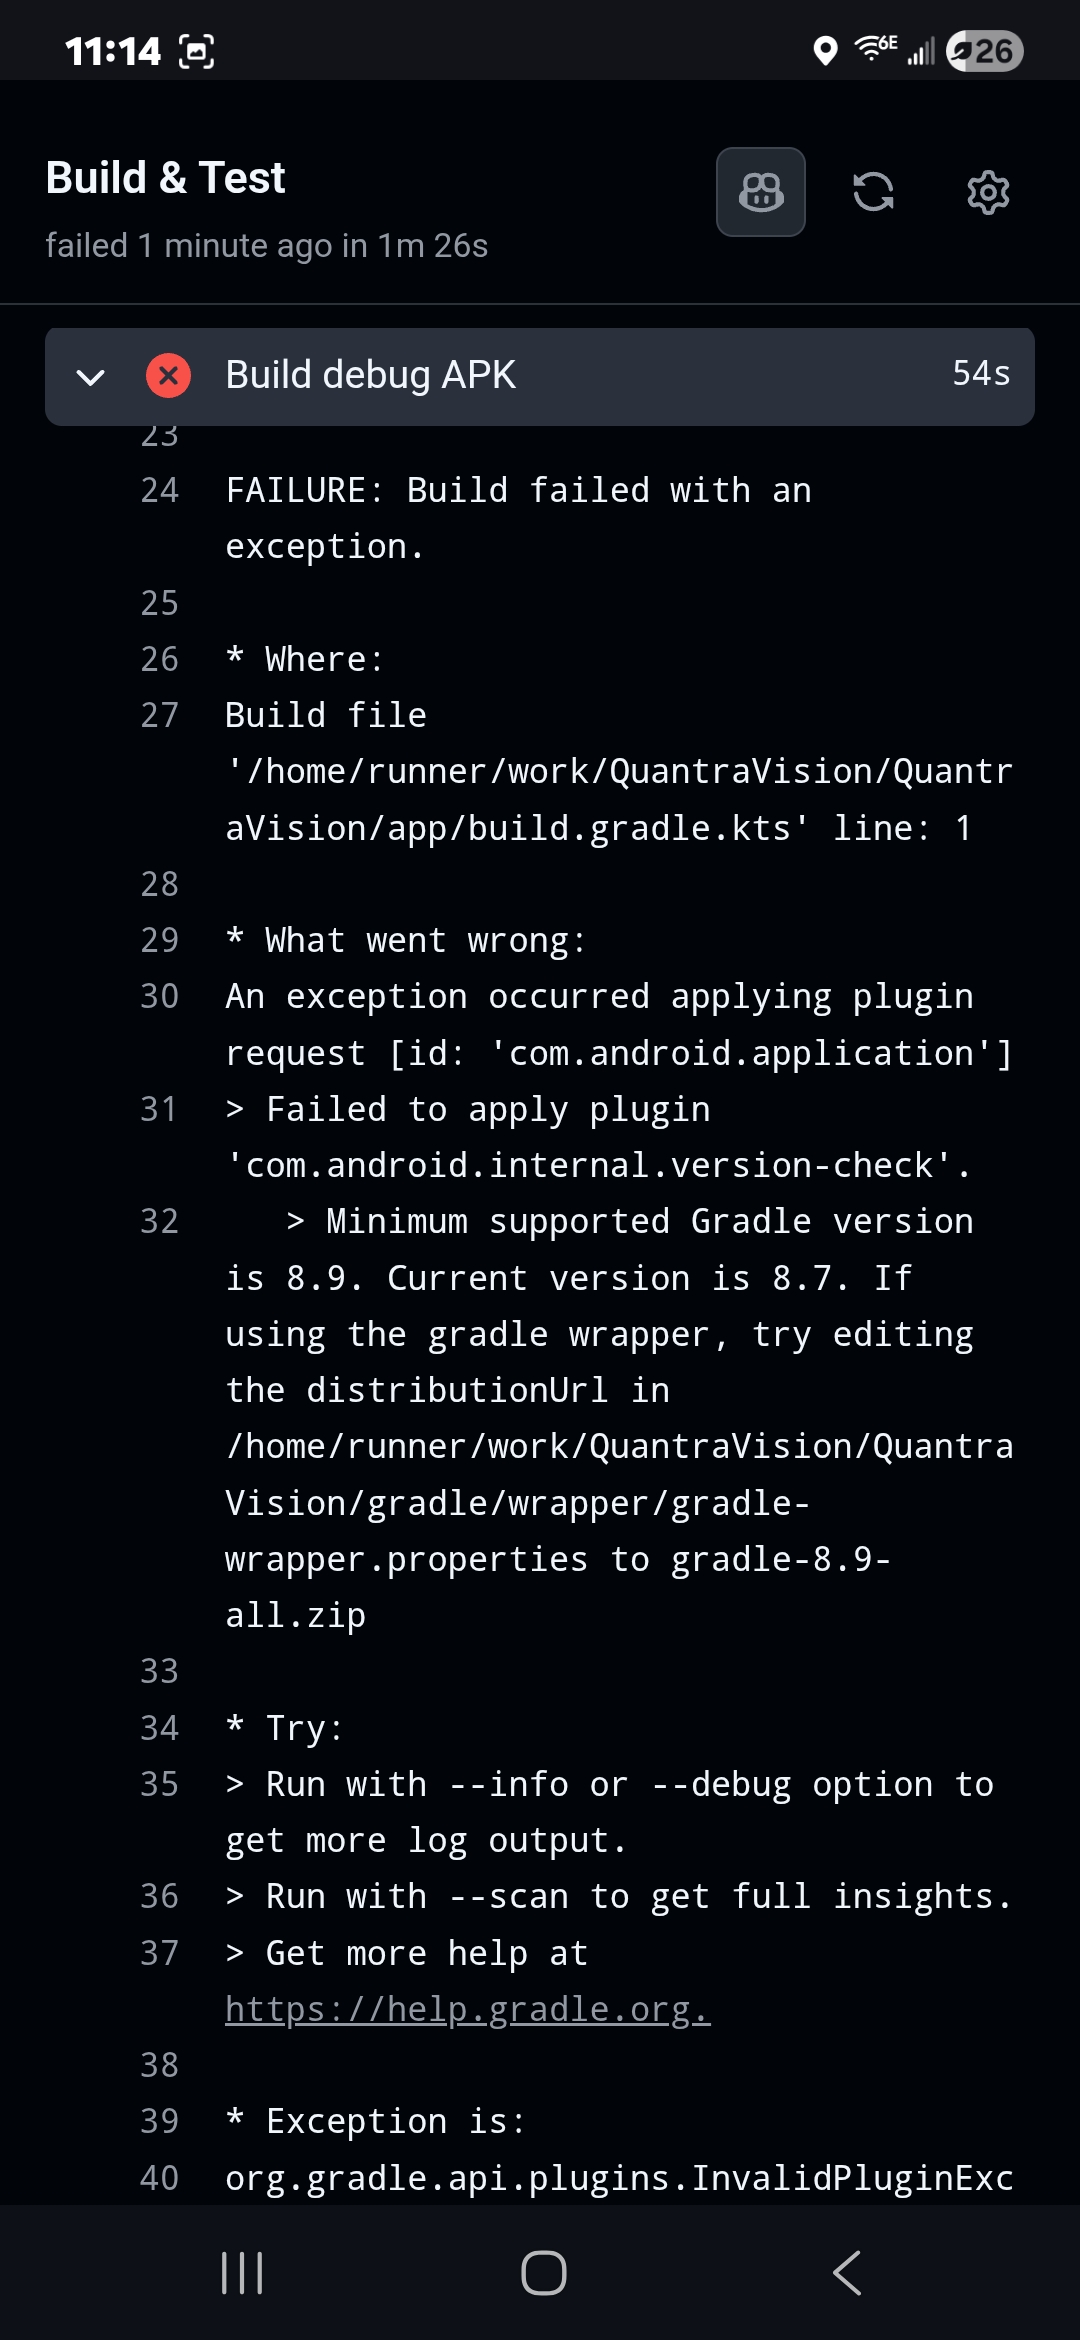 11:14
6E
26
Build & Test
failed 1 minute ago in 1m 26s
Build debug APK 54s
23
24 FAILURE: Build failed with an
exception.
25
26 * Where:
27 Build file
'/home/runner/work/QuantraVision/Quantr
aVision/app/build.gradle.kts' line: 1
28
29 * What went wrong:
30 An exception occurred applying plugin
request [id: 'com.android.application']
31 > Failed to apply plugin
'com.android.internal.version-check'.
32 > Minimum supported Gradle version
is 8.9. Current version is 8.7. If
using the gradle wrapper, try editing
the distributionUrl in
/home/runner/work/QuantraVision/Quantra
Vision/gradle/wrapper/gradle-
wrapper.properties to gradle-8.9-
all.zip
33
34 * Try:
35 > Run with --info or --debug option to
get more log output.
36 > Run with --scan to get full insights.
37 > Get more help at
https://help.gradle.org.
38
39 * Exception is:
40 org.gradle.api.plugins.InvalidPluginExc